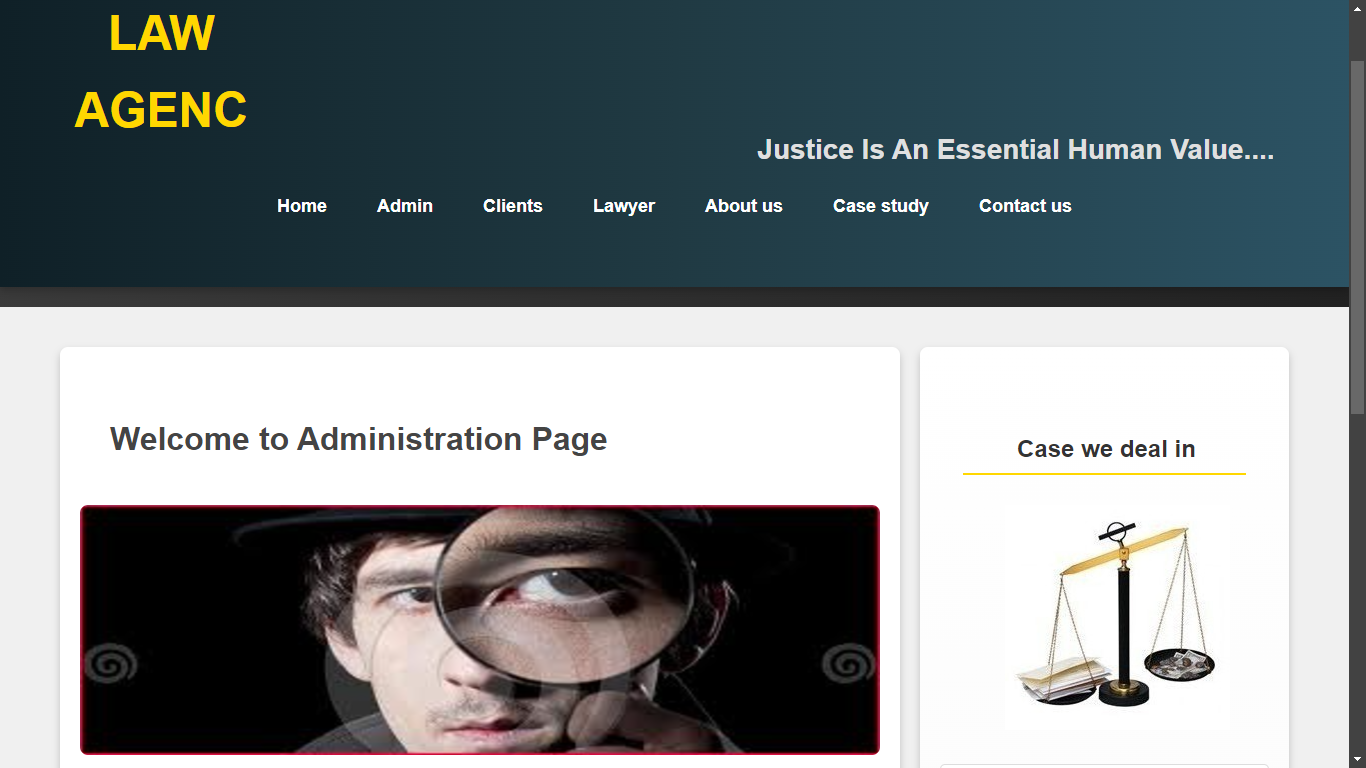 LAW
AGENC
Justice Is An Essential Human Value....
Home Admin Clients Lawyer About us Case study Contact us
Welcome to Administration Page
Case we deal in